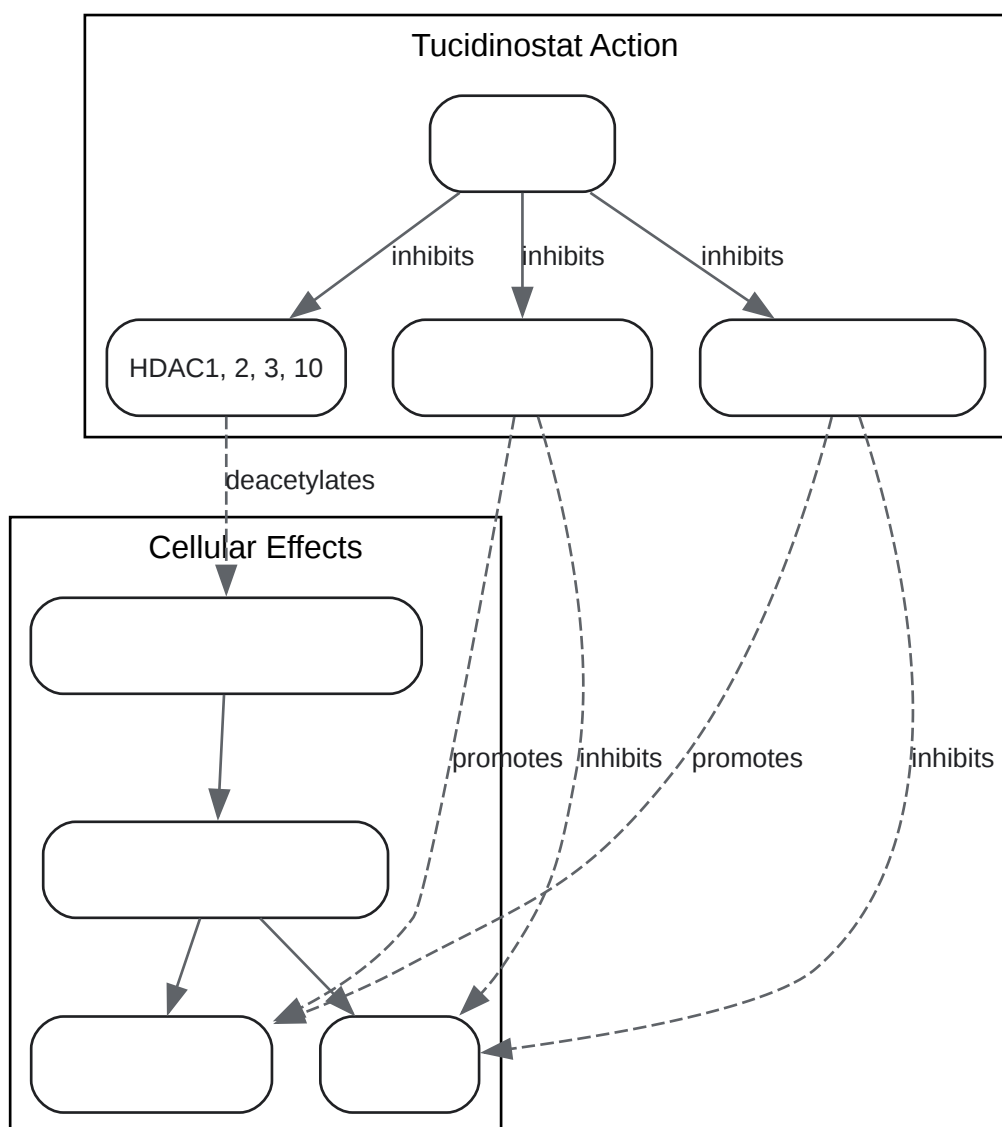 Tucidinostat Action
inhibits
inhibits
inhibits
HDAC1, 2, 3, 10
deacetylates
Cellular Effects
promotes
inhibits
promotes
inhibits